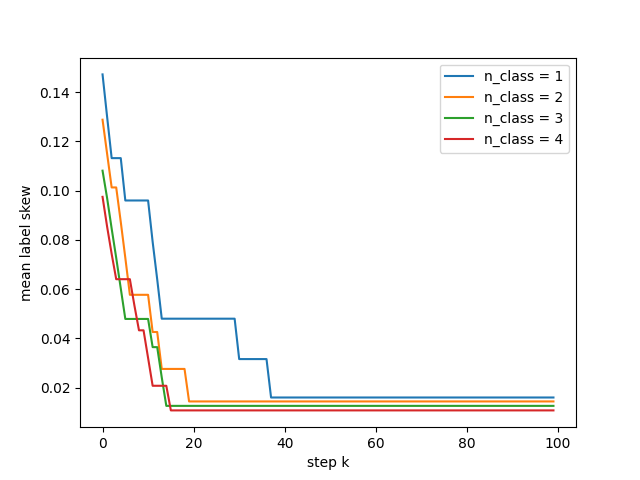 n_class = 1
n_class = 2
n_class = 3
n_class = 4
mean label skew
0.14
0.12
0.10
0.08
0.06
0.04
0.02
0 20 40 60 80 100
step k